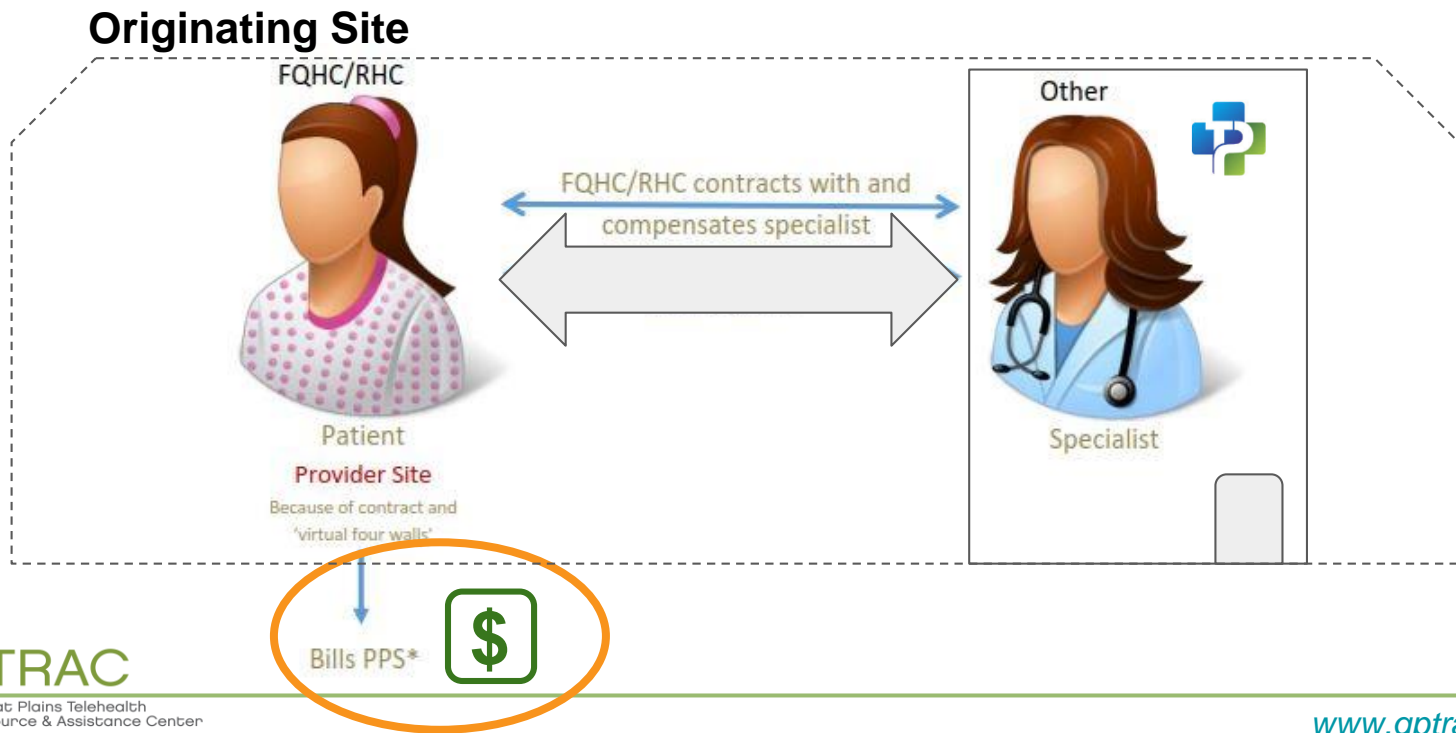 Originating Site
FQHC/RHC
Other
FQHC/RHC contracts with and
compensates specialist
Patient
Specialist
Provider Site
Because of contract and
'virtual four walls'
$
Bills PPS*
TRAC
at Plains Telehealth
urce & Assistance Center
www.gptra